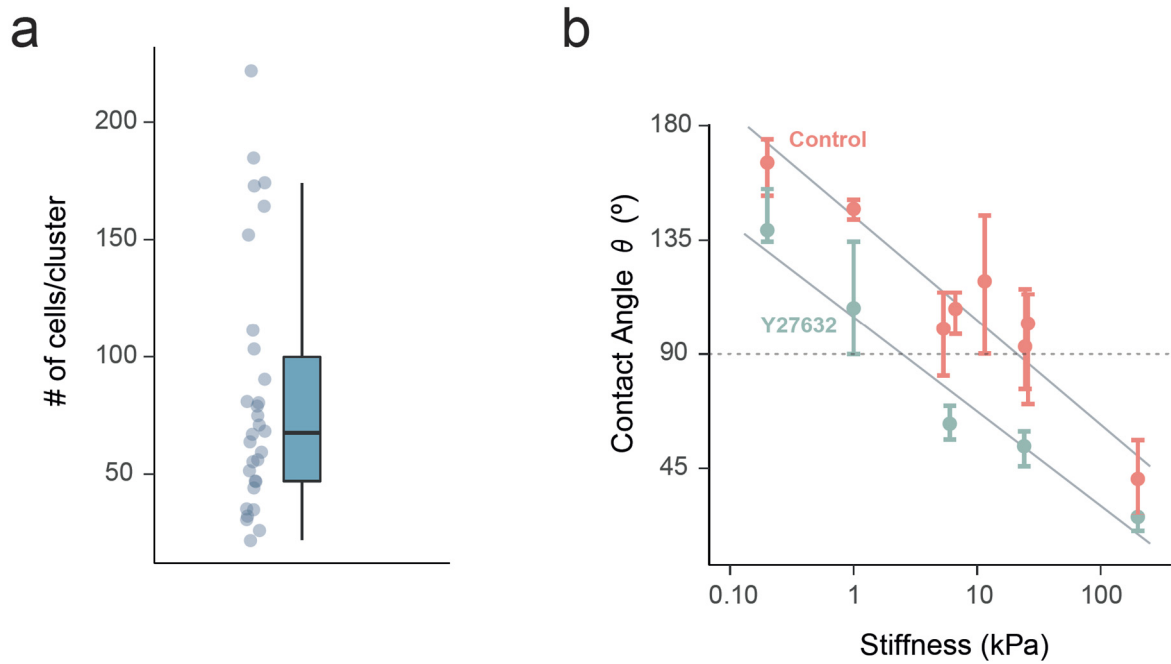 a
# of cells/cluster
200
150
100
50
b
Contact Angle θ (º)
180
135
90
45
Control
Y27632
0.10
1
10
100
Stiffness (kPa)